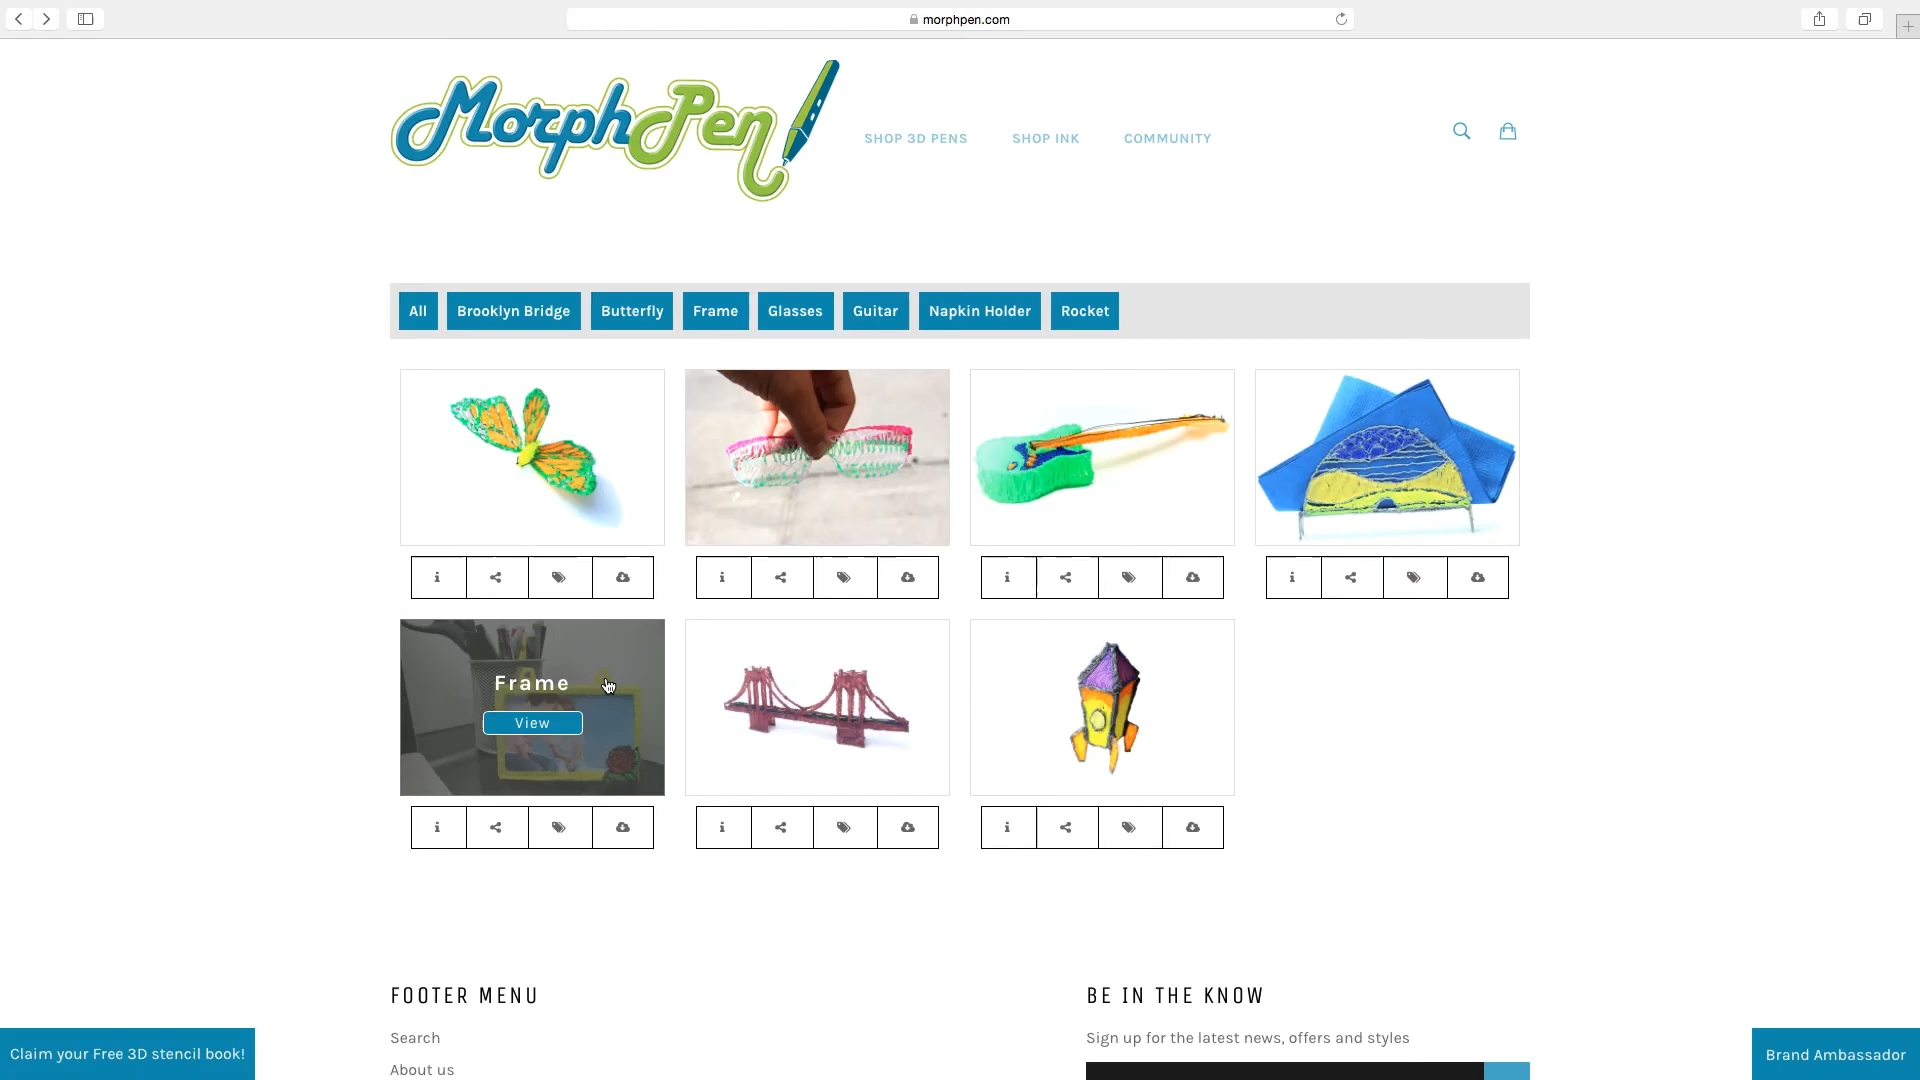 morphpen.com
MorphPen
SHOP 3D PENS SHOP INK COMMUNITY
All Brooklyn Bridge Butterfly Frame Glasses Guitar Napkin Holder Rocket
Frame
View
FOOTER MENU
Search
About us
BE IN THE KNOW
Sign up for the latest news, offers and styles
Claim your Free 3D stencil book!
Brand Ambassador